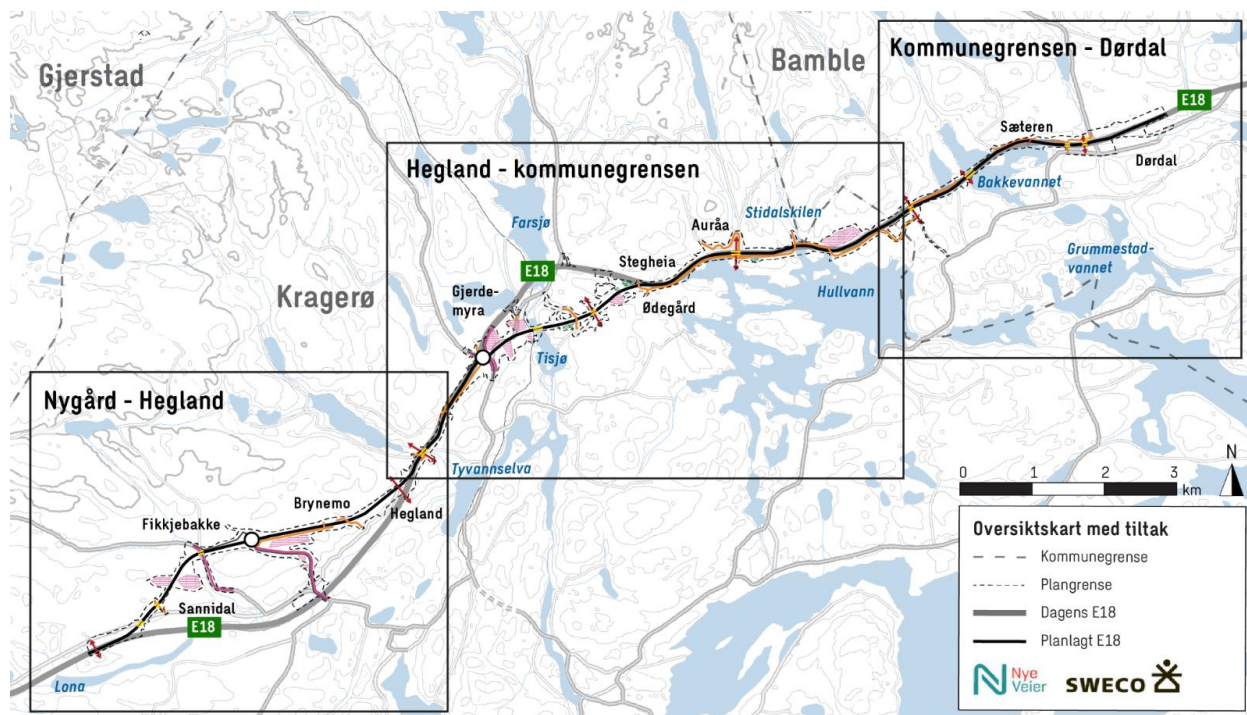 Gjerstad
Bamble
Kommunegrensen - Dørdal
E18
Sæteren
Dørdal
Bakkevannet
Hegland - kommunegrensen
Farsjø
Auråa
Stidalskilen
Grummestad-
vannet
Stegheia
E18
Kragerø
Gjerde-
myra
Ødegård
Hullvann
Tisjø
Nygård - Hegland
Tyvannselva
Brynemo
Hegland
Fikkjebakke
Sannidal
E18
Lona
N
0 1 2 3
km
Oversiktskart med tiltak
Kommunegrense
Plangrense
Dagens E18
Planlagt E18
Nye
Veier
SWECO